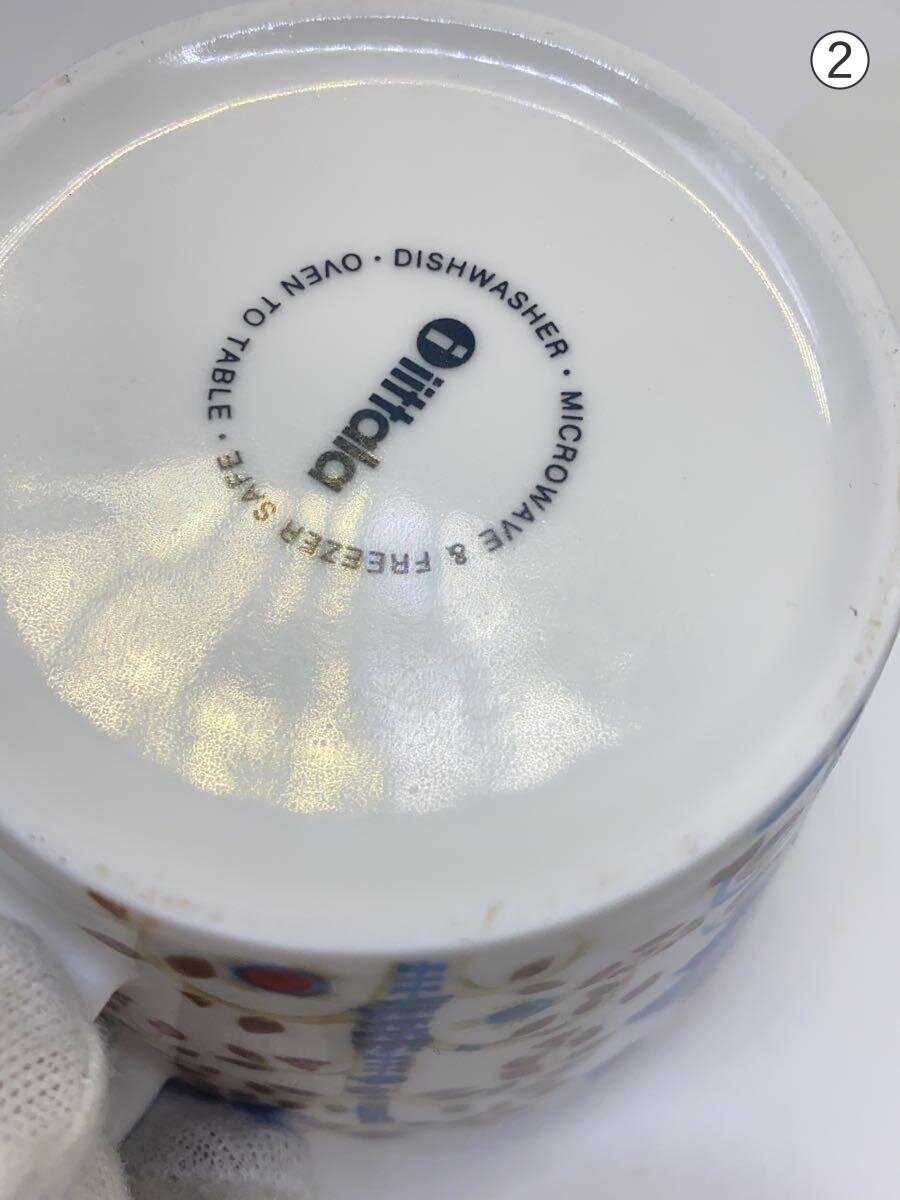 ②
DISHWASHER · MICROWAVE & FREEZER SAFE · OVEN TO TABLE ·
iittala